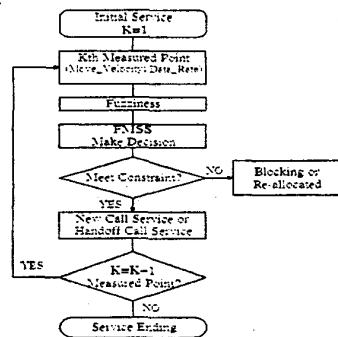 Initial Service
K=1
Kth Measured Point
(Move_Velocity; Data_Rate)
Fuzziness
FMSS
Make Decision
Meet Constraint?
NO
Blocking or
Re-allocated
YES
New Call Service or
Handoff Call Service
YES
K=K-1
Measured Point?
NO
Service Ending